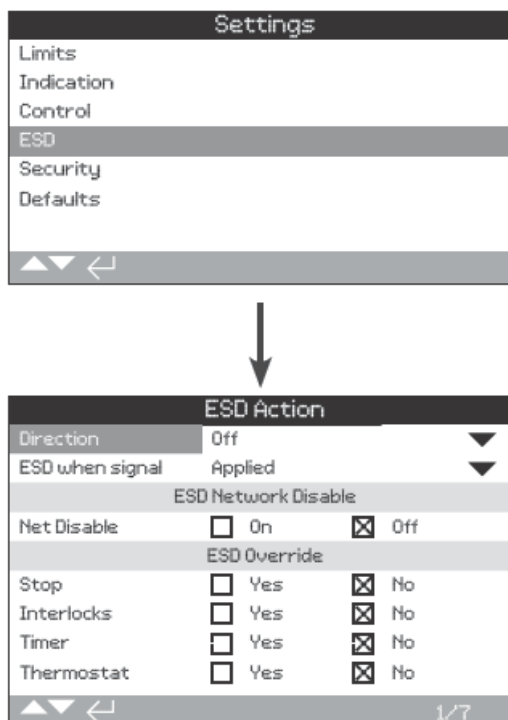 Settings
Limits
Indication
Control
ESD
Security
Defaults
ESD Action
Direction Off
ESD when signal Applied
ESD Network Disable
Net Disable On Off
ESD Override
Stop Yes No
Interlocks Yes No
Timer Yes No
Thermostat Yes No
1/7